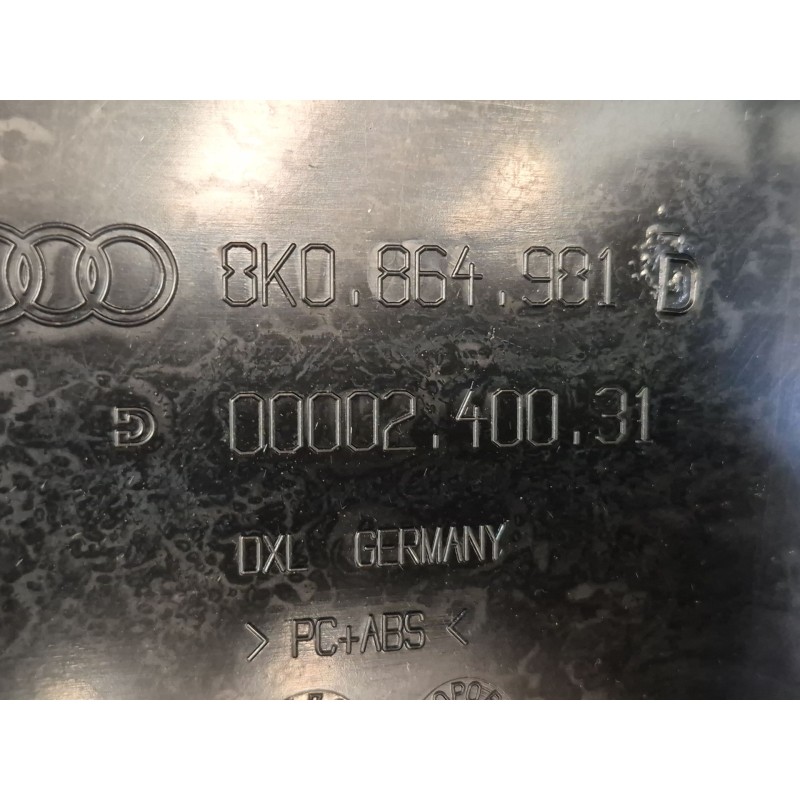 8K0.864.981 D
00002.400.31
DXL GERMANY
> PC+ABS <